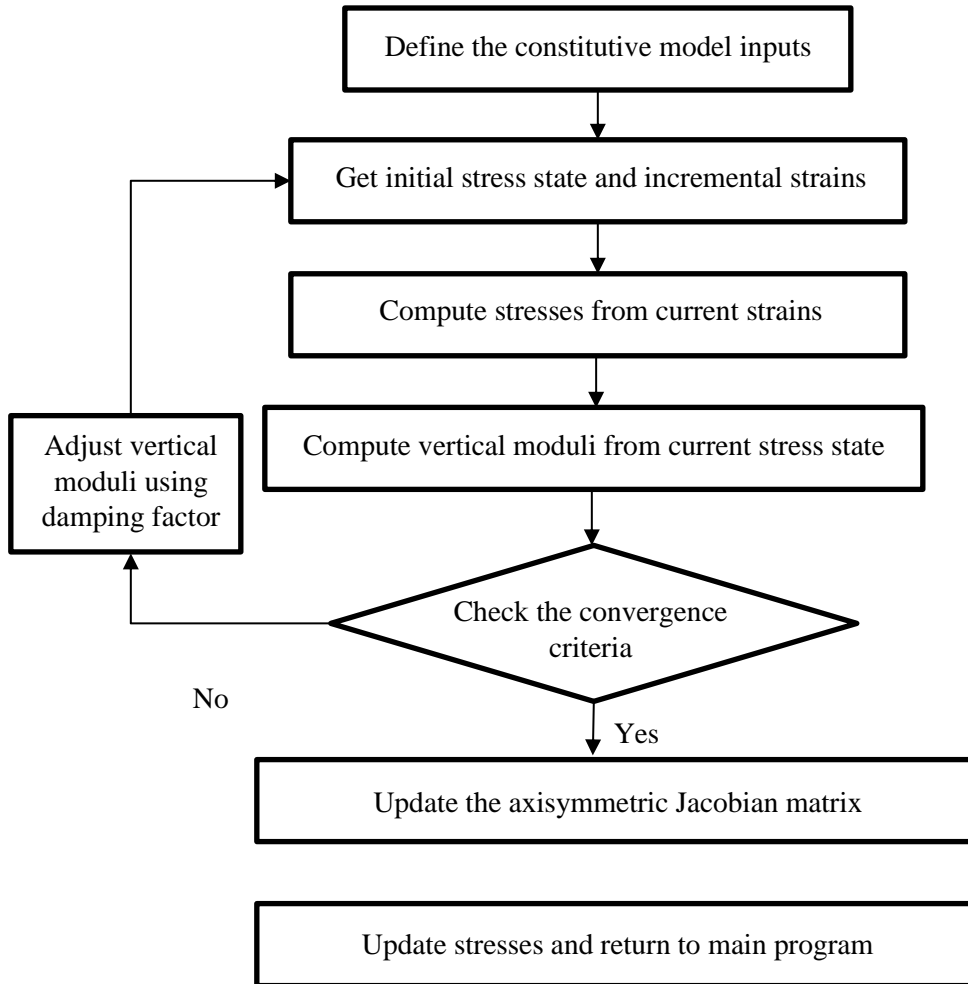 Define the constitutive model inputs
Get initial stress state and incremental strains
Compute stresses from current strains
Adjust vertical
moduli using
damping factor
Compute vertical moduli from current stress state
Check the convergence
criteria
No
Yes
Update the axisymmetric Jacobian matrix
Update stresses and return to main program